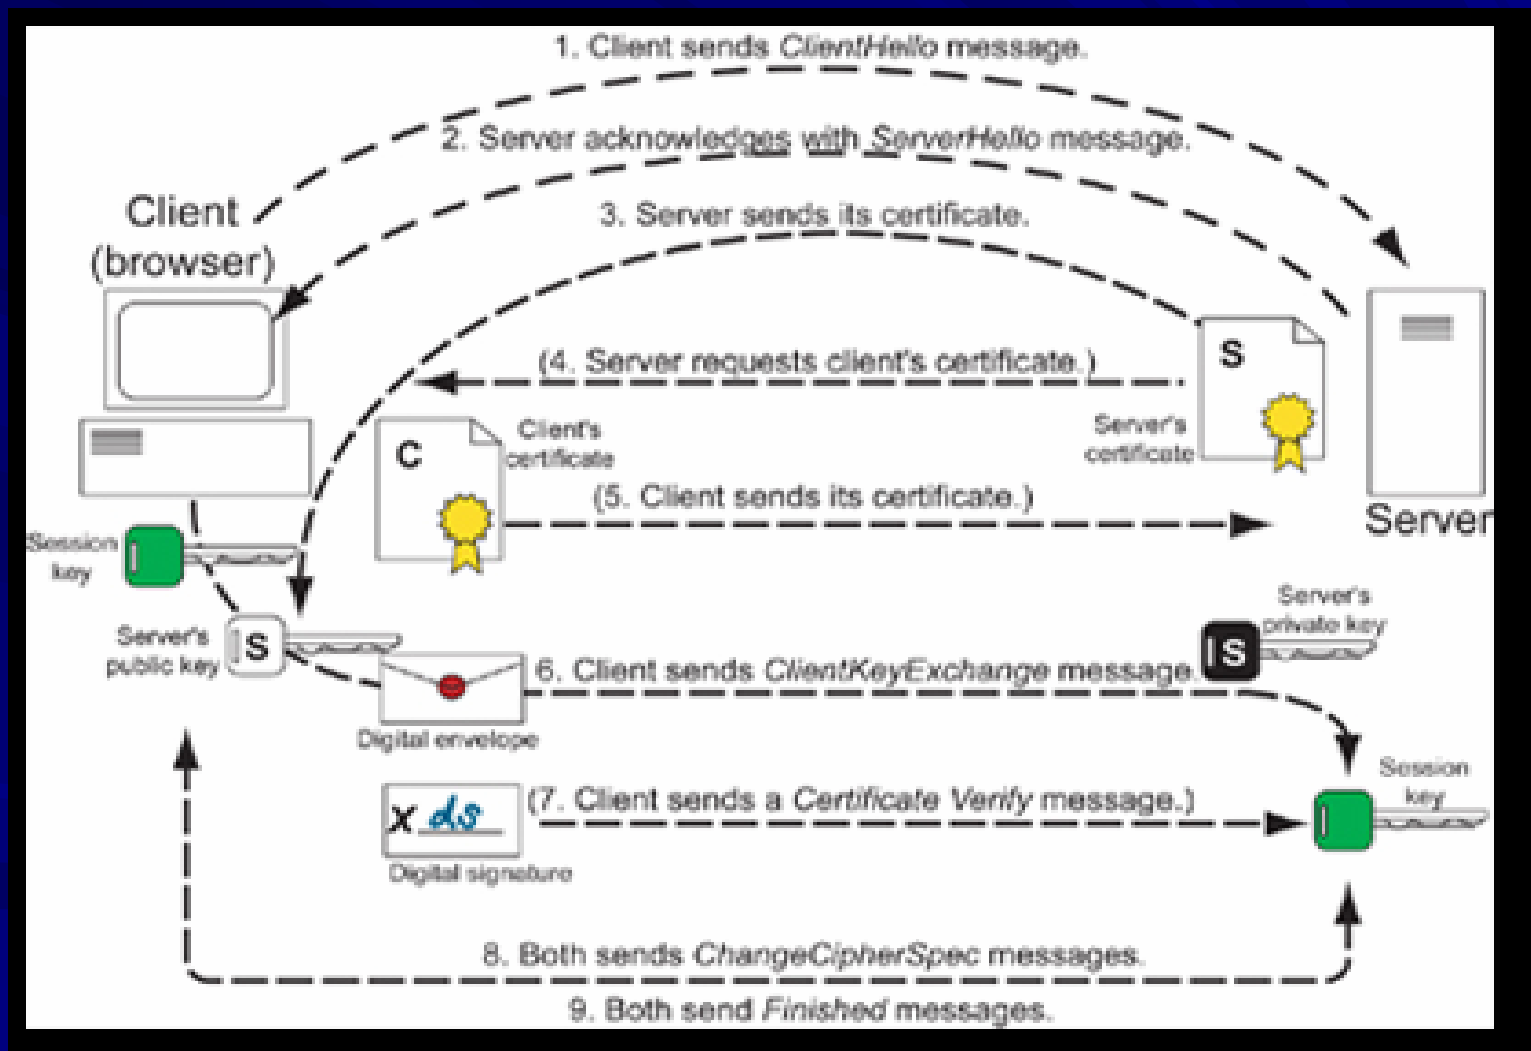 1. Client sends ClientHello message.
2. Server acknowledges with ServerHello message.
3. Server sends its certificate.
Client
(browser)
(4. Server requests client's certificate.)
S
C
Client's
certificate
Server's
certificate
(5. Client sends its certificate.)
Server
Session
key
Server's
public key
S
Server's
private key
S
6. Client sends ClientKeyExchange message.
Digital envelope
(7. Client sends a Certificate Verify message.)
x ds
Digital signature
Session
key
8. Both sends ChangeCipherSpec messages.
9. Both send Finished messages.